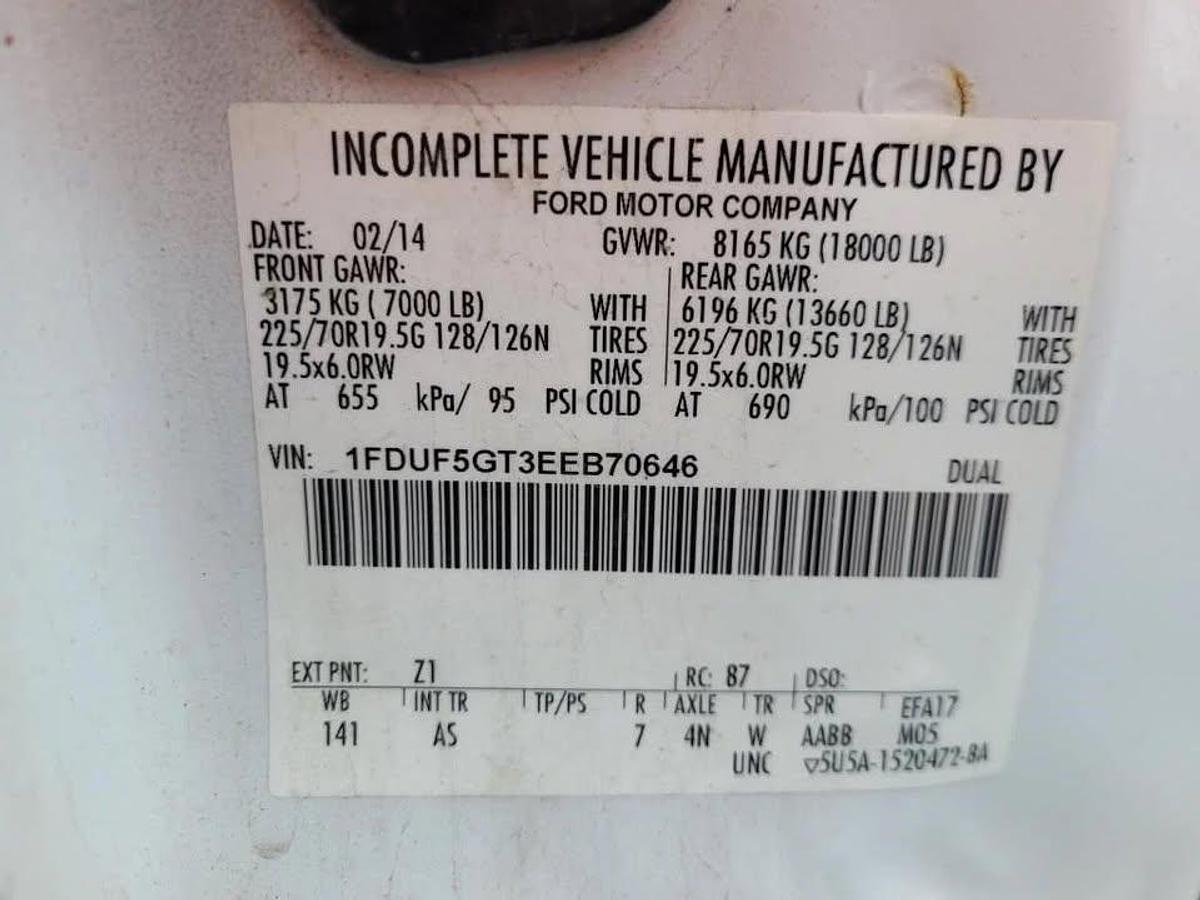 INCOMPLETE VEHICLE MANUFACTURED BY
FORD MOTOR COMPANY
DATE: 02/14 GVWR: 8165 KG (18000 LB)
FRONT GAWR: REAR GAWR:
3175 KG ( 7000 LB) WITH 6196 KG (13660 LB) WITH
225/70R19.5G 128/126N TIRES 225/70R19.5G 128/126N TIRES
19.5x6.0RW RIMS 19.5x6.0RW RIMS
AT 655 kPa/ 95 PSI COLD AT 690 kPa/100 PSI COLD
VIN: 1FDUF5GT3EEB70646 DUAL
EXT PNT: Z1 RC: 87 DSO:
WB INT TR TP/PS R AXLE TR SPR EFA17
141 AS 7 4N W AABB M05
UNC ▽5U5A-1520472-BA